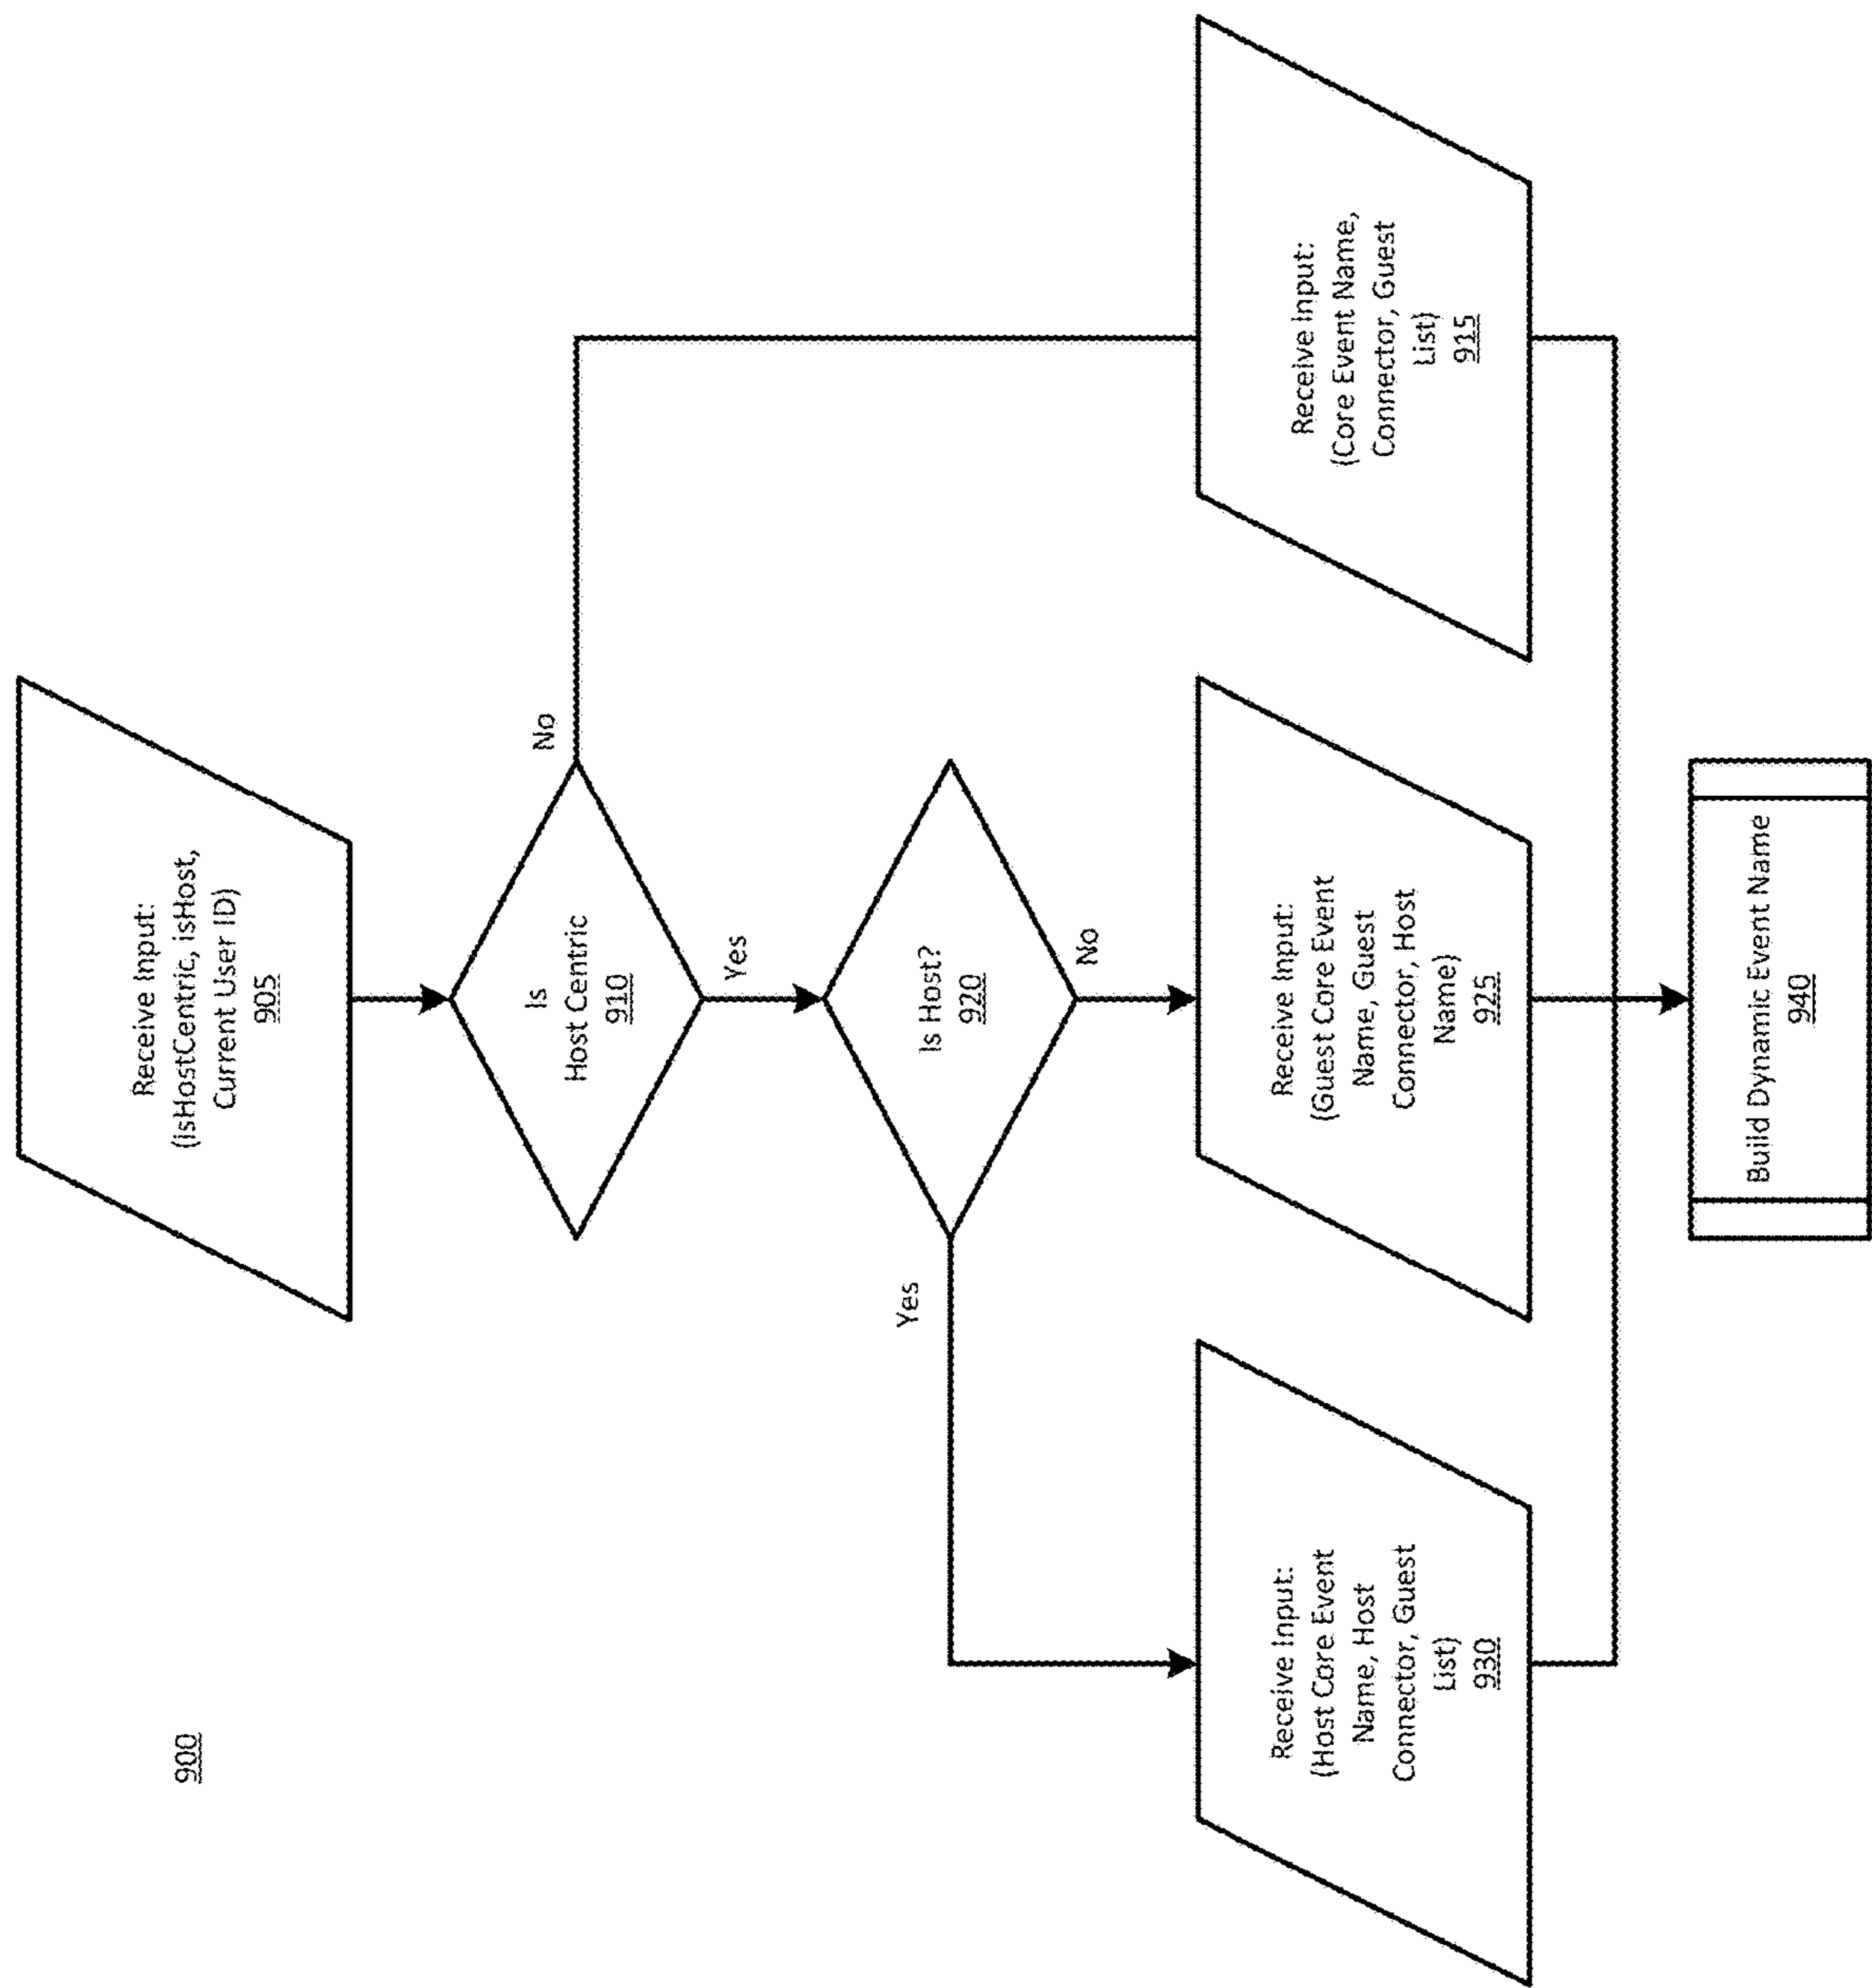 900
Receive Input:
(isHostCentric, isHost,
Current User ID)
905
Is
Host Centric
910
No
Yes
Is Host?
920
Yes
No
Receive Input:
(Host Core Event
Name, Host
Connector, Guest
List)
930
Receive Input:
(Guest Core Event
Name, Guest
Connector, Host
Name)
925
Receive Input:
(Core Event Name,
Connector, Guest
List)
915
Build Dynamic Event Name
940